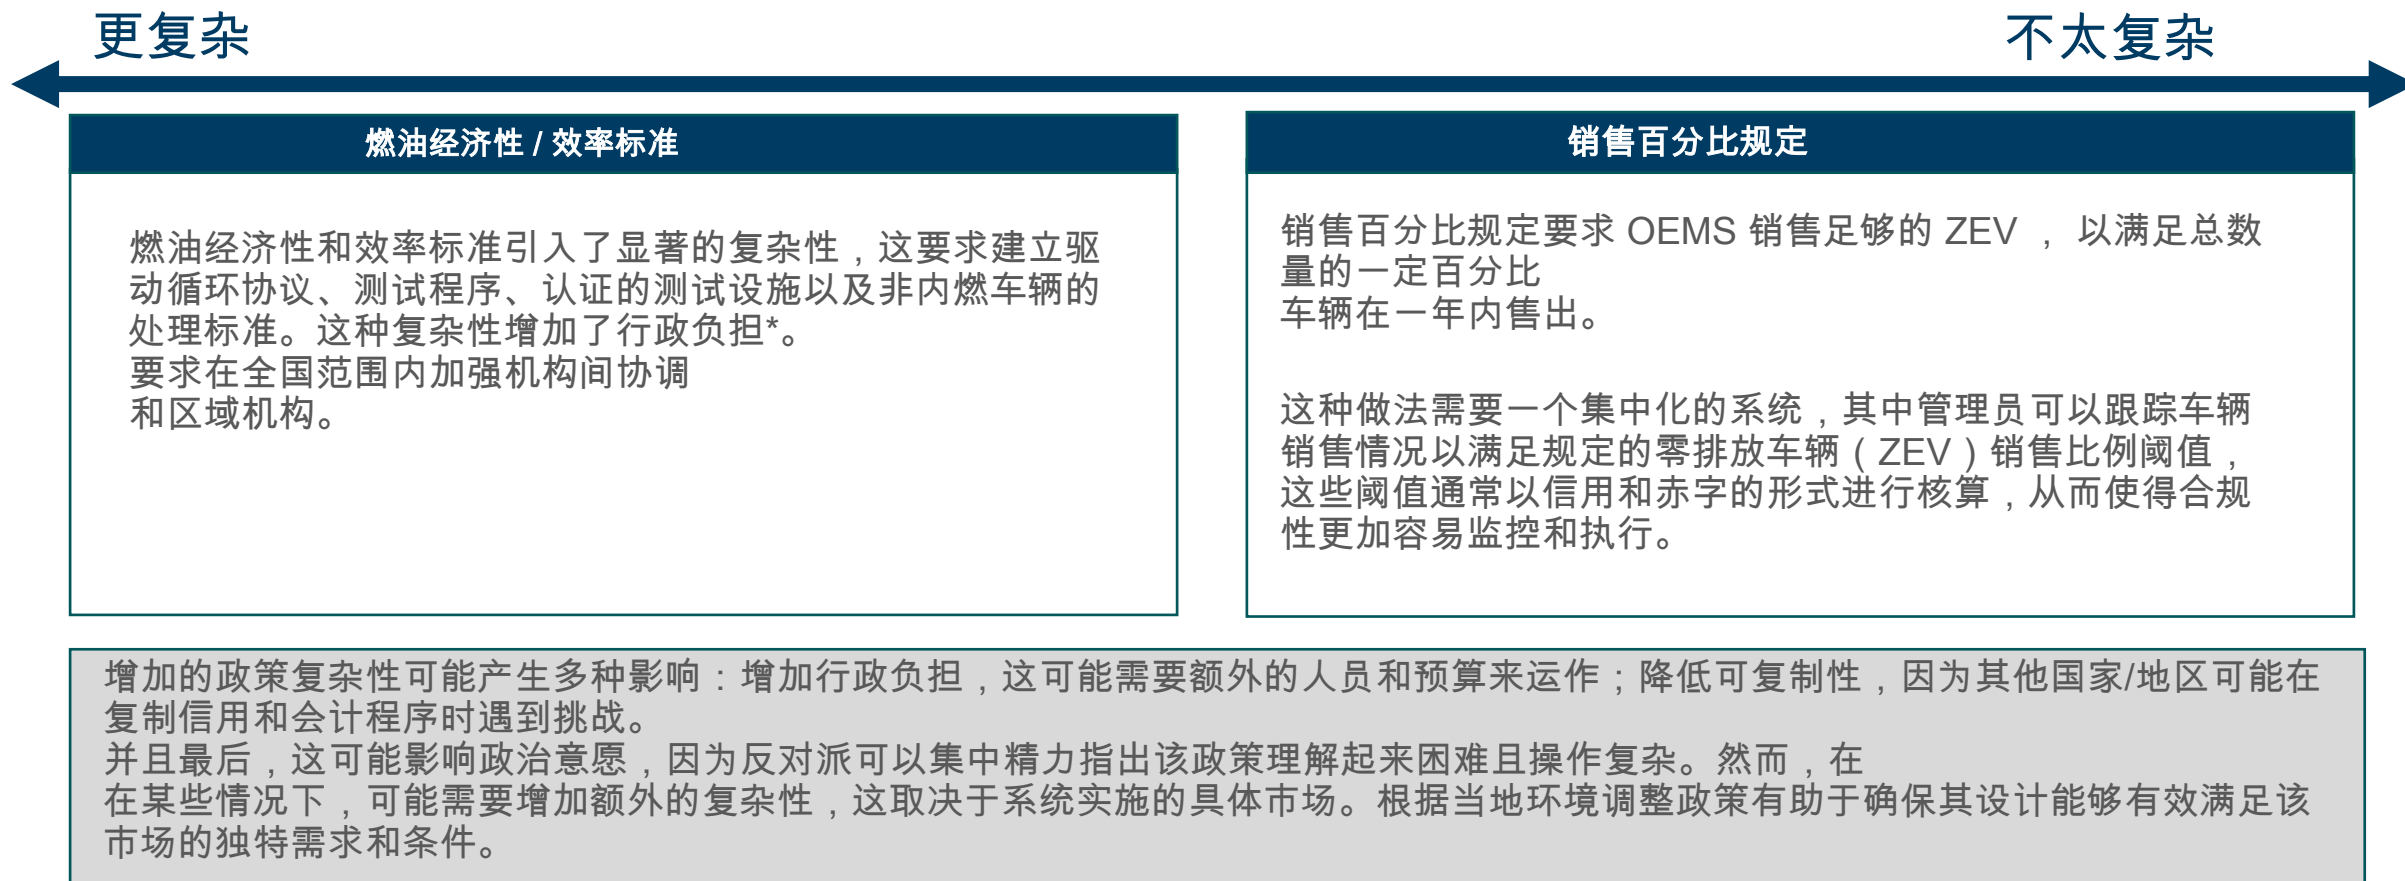 更复杂
不太复杂
燃油经济性 / 效率标准
燃油经济性和效率标准引入了显著的复杂性，这要求建立驱
动循环协议、测试程序、认证的测试设施以及非内燃车辆的
处理标准。这种复杂性增加了行政负担*。
要求在全国范围内加强机构间协调
和区域机构。
销售百分比规定
销售百分比规定要求 OEMS 销售足够的 ZEV ， 以满足总数
量的一定百分比
车辆在一年内售出。
这种做法需要一个集中化的系统，其中管理员可以跟踪车辆
销售情况以满足规定的零排放车辆（ZEV）销售比例阈值，
这些阈值通常以信用和赤字的形式进行核算，从而使得合规
性更加容易监控和执行。
增加的政策复杂性可能产生多种影响：增加行政负担，这可能需要额外的人员和预算来运作；降低可复制性，因为其他国家/地区可能在
复制信用和会计程序时遇到挑战。
并且最后，这可能影响政治意愿，因为反对派可以集中精力指出该政策理解起来困难且操作复杂。然而，在
在某些情况下，可能需要增加额外的复杂性，这取决于系统实施的具体市场。根据当地环境调整政策有助于确保其设计能够有效满足该
市场的独特需求和条件。